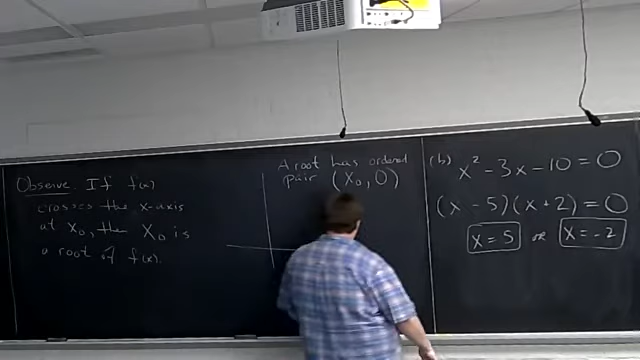 Observe. If f(x)
crosses the x-axis
at x₀, the x₀ is
a root of f(x).
A root has ordered
pair (x₀, 0)
(b) x² - 3x - 10 = 0
(x - 5)(x + 2) = 0
x = 5 or x = -2